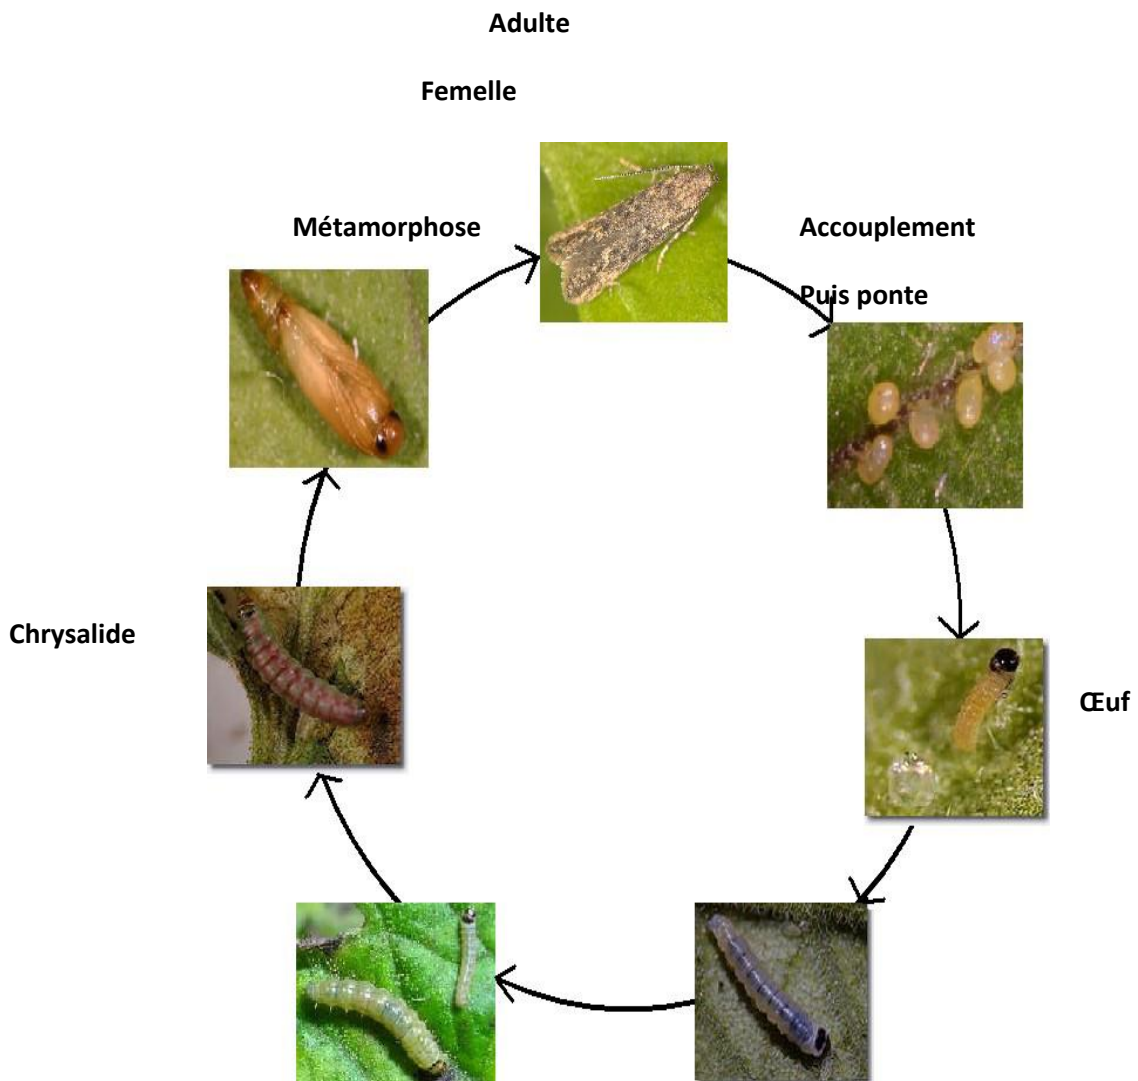 Adulte
Femelle
Métamorphose
Accouplement
Puis ponte
Chrysalide
Œuf